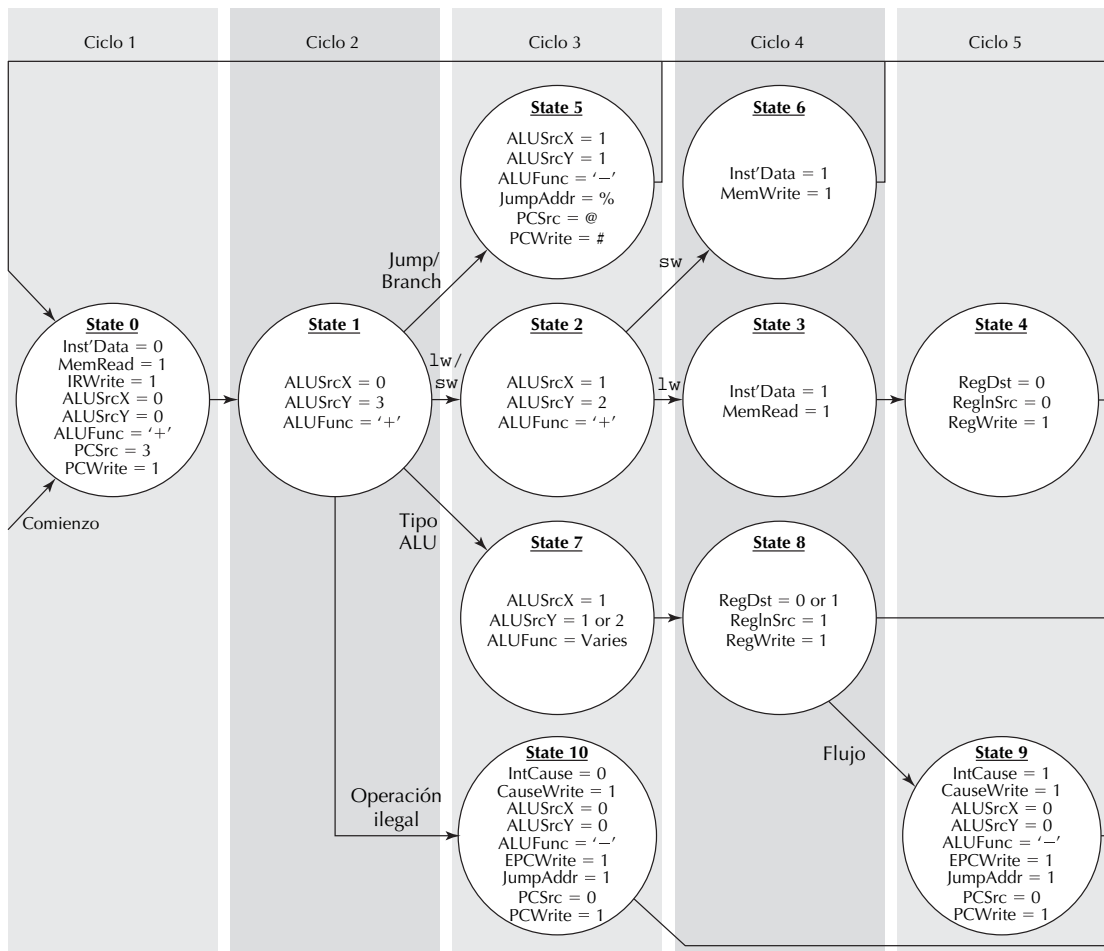 Ciclo 1
Ciclo 2
Ciclo 3
Ciclo 4
Ciclo 5
State 5
ALUSrcX = 1
ALUSrcY = 1
ALUFunc = ‘−’
JumpAddr = %
PCSrc = @
PCWrite = #
State 6
Inst’Data = 1
MemWrite = 1
Jump/
Branch
sw
State 0
Inst’Data = 0
MemRead = 1
IRWrite = 1
ALUSrcX = 0
ALUSrcY = 0
ALUFunc = ‘+’
PCSrc = 3
PCWrite = 1
Comienzo
State 1
ALUSrcX = 0
ALUSrcY = 3
ALUFunc = ‘+’
lw/
sw
State 2
ALUSrcX = 1
ALUSrcY = 2
ALUFunc = ‘+’
lw
State 3
Inst’Data = 1
MemRead = 1
State 4
RegDst = 0
RegInSrc = 0
RegWrite = 1
Tipo
ALU
State 7
ALUSrcX = 1
ALUSrcY = 1 or 2
ALUFunc = Varies
State 8
RegDst = 0 or 1
RegInSrc = 1
RegWrite = 1
Operación
ilegal
State 10
IntCause = 0
CauseWrite = 1
ALUSrcX = 0
ALUSrcY = 0
ALUFunc = ‘−’
EPCWrite = 1
JumpAddr = 1
PCSrc = 0
PCWrite = 1
Flujo
State 9
IntCause = 1
CauseWrite = 1
ALUSrcX = 0
ALUSrcY = 0
ALUFunc = ‘−’
EPCWrite = 1
JumpAddr = 1
PCSrc = 0
PCWrite = 1